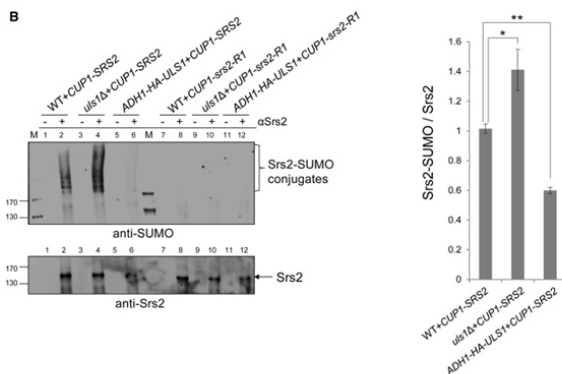 B
WT+CUP1-SRS2
uls1Δ+CUP1-SRS2
ADH1-HA-ULS1+CUP1-SRS2
WT+CUP1-srs2-R1
uls1Δ+CUP1-srs2-R1
ADH1-HA-ULS1+CUP1-srs2-R1
- + - + - + - + - + - + αSrs2
M 1 2 3 4 5 6 M 7 8 9 10 11 12
Srs2-SUMO
conjugates
170
130
anti-SUMO
1 2 3 4 5 6 7 8 9 10 11 12
170
130
Srs2
anti-Srs2
Srs2-SUMO / Srs2
1.6
1.4
1.2
1
0.8
0.6
0.4
0.2
0
**
*
WT+CUP1-SRS2
uls1Δ+CUP1-SRS2
ADH1-HA-ULS1+CUP1-SRS2